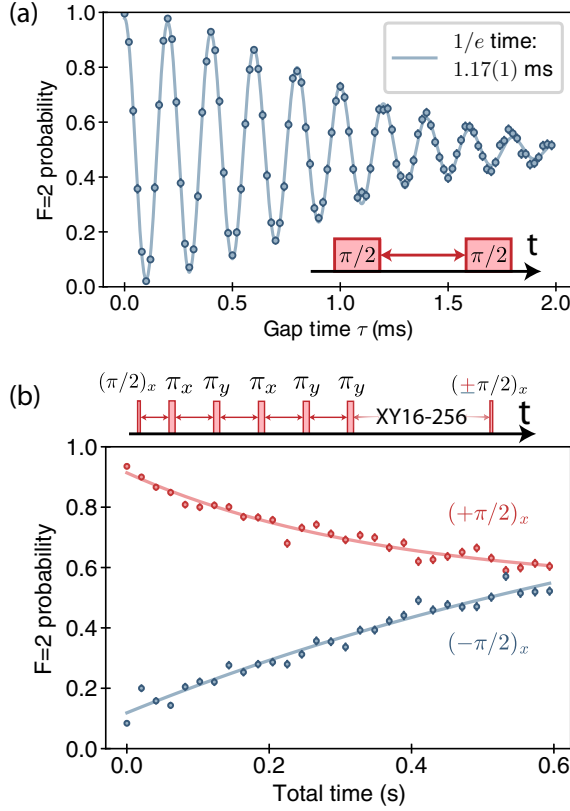 (a)
1.0
0.8
0.6
0.4
0.2
0.0
F=2 probability
1/e time:
1.17(1) ms
π/2
π/2
t
0.0 0.5 1.0 1.5 2.0
Gap time τ (ms)
(b)
(π/2)ₓ πₓ π_y πₓ π_y π_y XY16-256 (±π/2)ₓ t
1.0
0.8
0.6
0.4
0.2
0.0
F=2 probability
(+π/2)ₓ
(−π/2)ₓ
0.0 0.2 0.4 0.6
Total time (s)